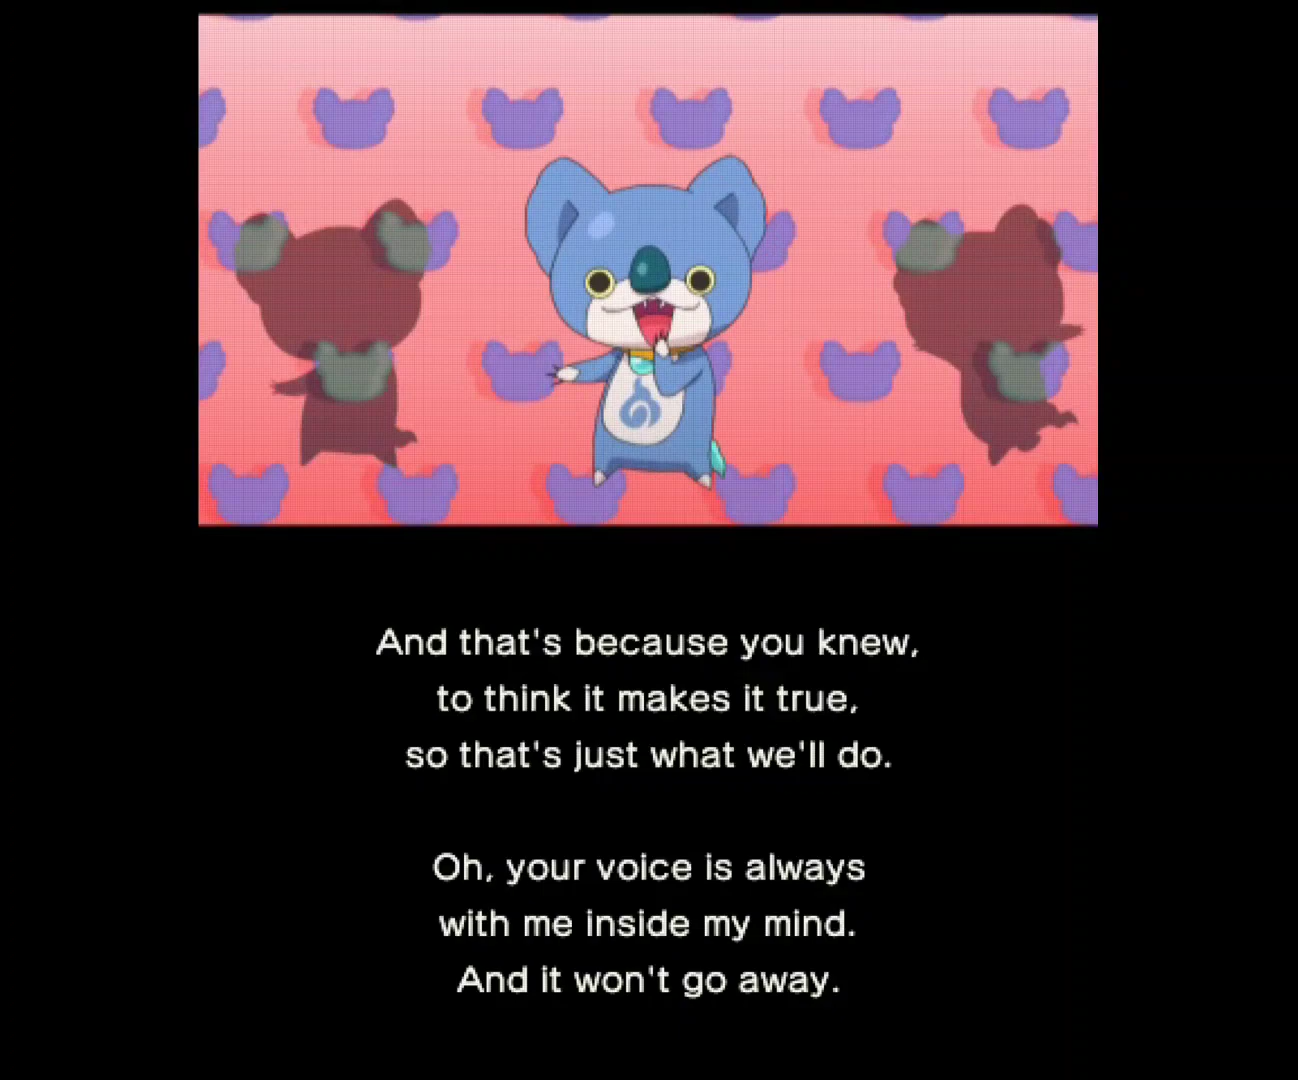 And that's because you knew,
to think it makes it true,
so that's just what we'll do.
Oh, your voice is always
with me inside my mind.
And it won't go away.